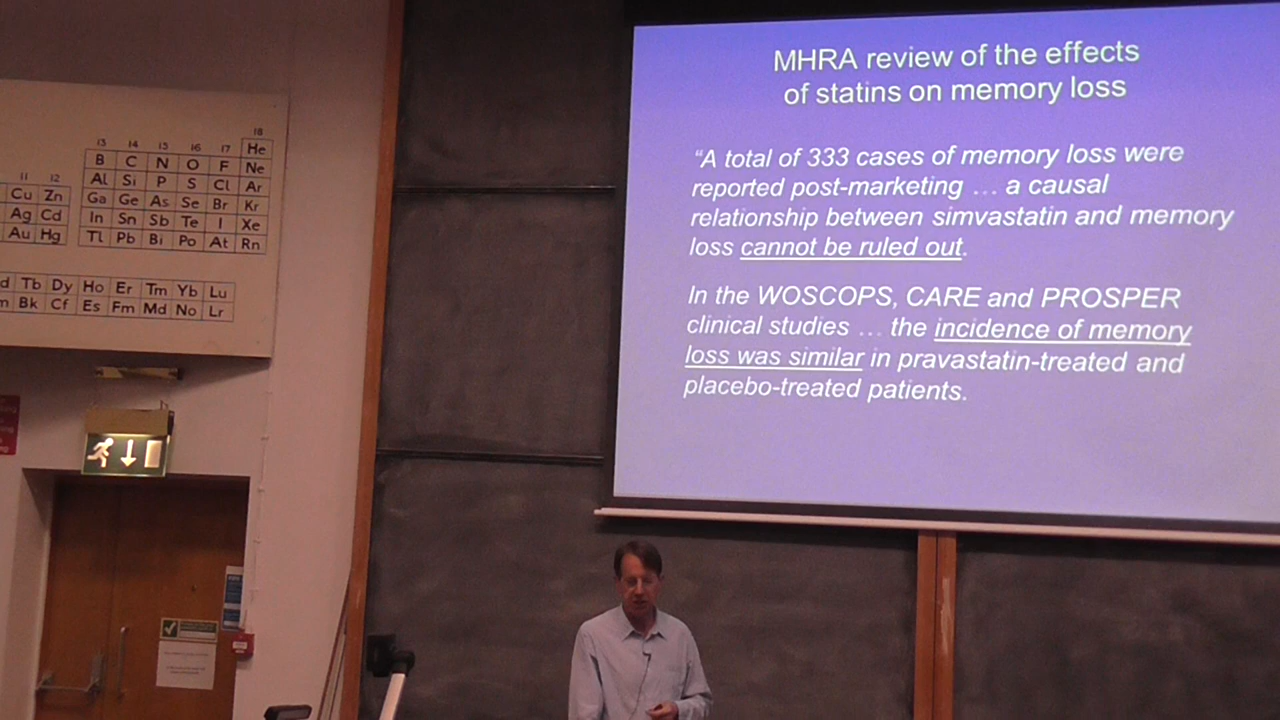 MHRA review of the effects
of statins on memory loss
“A total of 333 cases of memory loss were
reported post-marketing … a causal
relationship between simvastatin and memory
loss cannot be ruled out.
In the WOSCOPS, CARE and PROSPER
clinical studies … the incidence of memory
loss was similar in pravastatin-treated and
placebo-treated patients.
18
13 14 15 16 17 He
B C N O F Ne
11 12 Al Si P S Cl Ar
Cu Zn Ga Ge As Se Br Kr
Ag Cd In Sn Sb Te I Xe
Au Hg Tl Pb Bi Po At Rn
d Tb Dy Ho Er Tm Yb Lu
m Bk Cf Es Fm Md No Lr